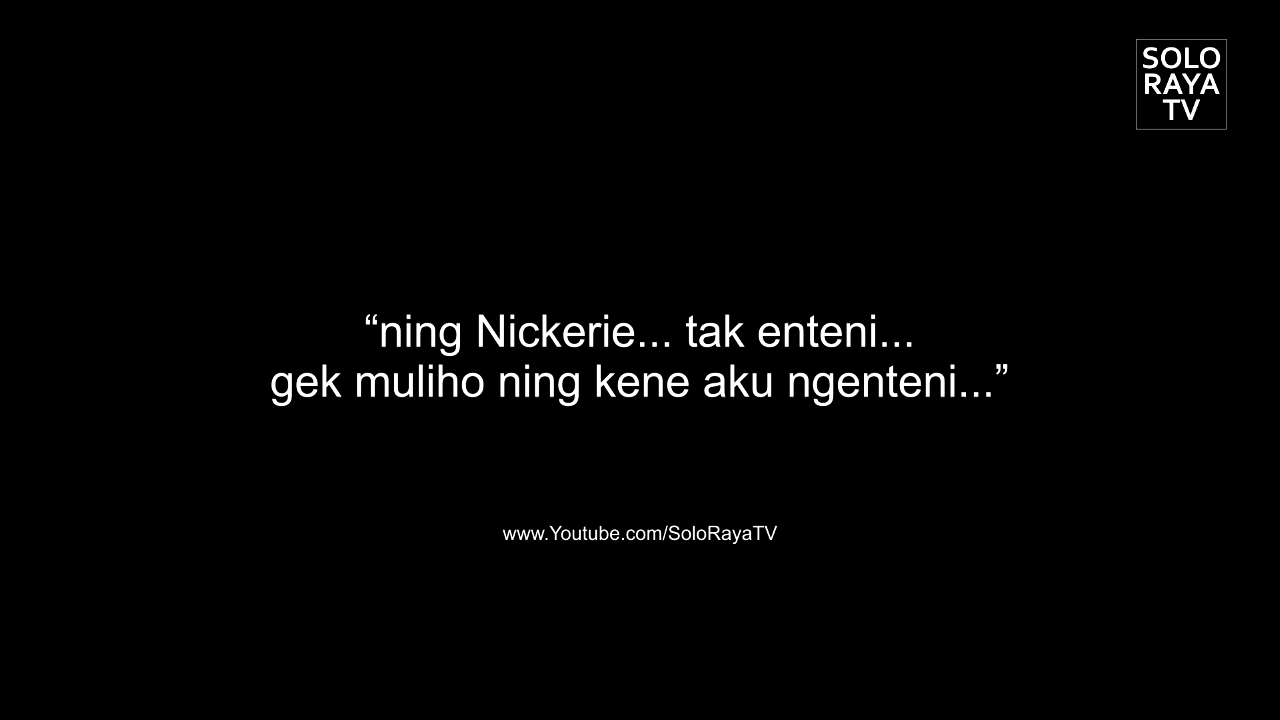 SOLO
RAYA
TV
“ning Nickerie... tak enteni...
gek muliho ning kene aku ngenteni...”
www.Youtube.com/SoloRayaTV